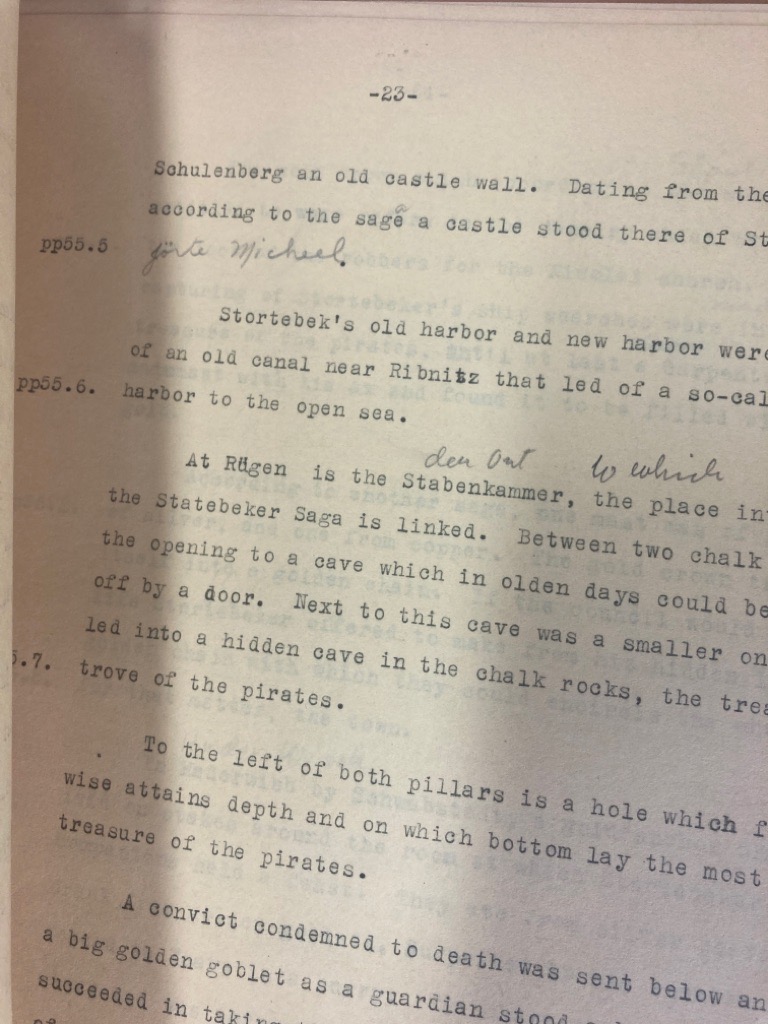 -23-
Schulenberg an old castle wall. Dating from the
according to the sagê a castle stood there of St
a
pp55.5 jörte Micheel.
Stortebek's old harbor and new harbor were
of an old canal near Ribnitz that led of a so-cal
pp55.6. harbor to the open sea.
den Ort to which
At Rügen is the Stabenkammer, the place in
the Statebeker Saga is linked. Between two chalk
the opening to a cave which in olden days could be
off by a door. Next to this cave was a smaller on
led into a hidden cave in the chalk rocks, the trea
5.7. trove of the pirates.
To the left of both pillars is a hole which f
wise attains depth and on which bottom lay the most
treasure of the pirates.
A convict condemned to death was sent below an
a big golden goblet as a guardian stood
succeeded in taking
of